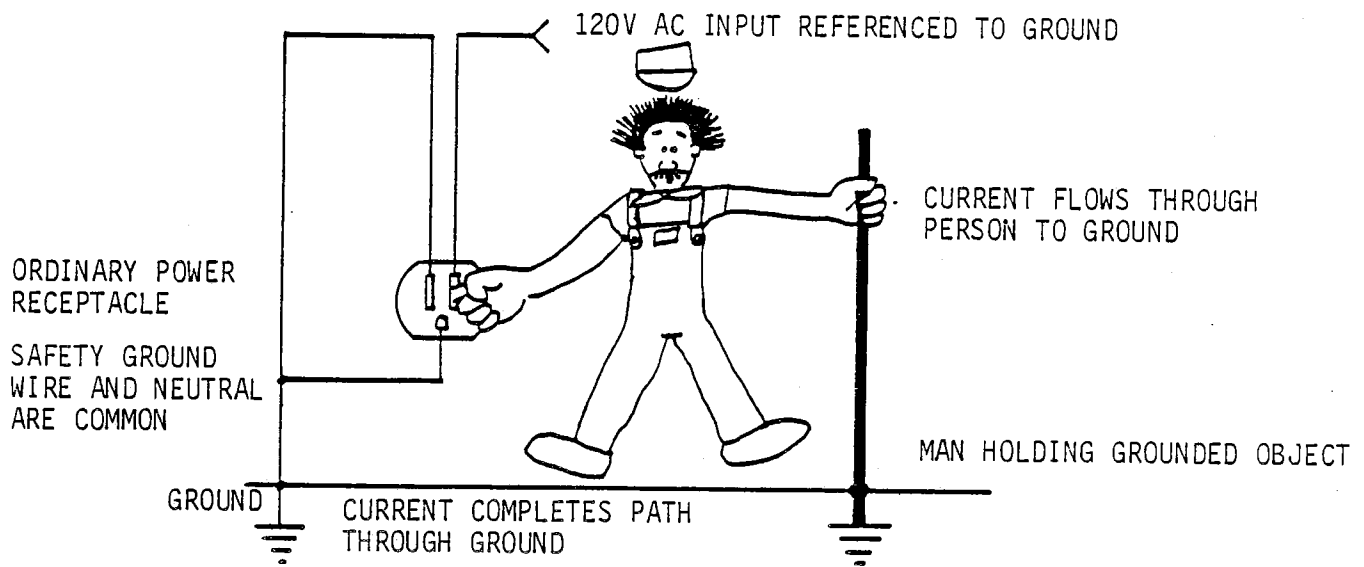 120V AC INPUT REFERENCED TO GROUND
CURRENT FLOWS THROUGH
PERSON TO GROUND
ORDINARY POWER
RECEPTACLE
SAFETY GROUND
WIRE AND NEUTRAL
ARE COMMON
MAN HOLDING GROUNDED OBJECT
GROUND
CURRENT COMPLETES PATH
THROUGH GROUND